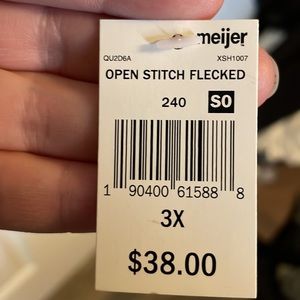 meijer
QU2D6A XSH1007
OPEN STITCH FLECKED
240 S0
1 90400 61588 8
3X
$38.00